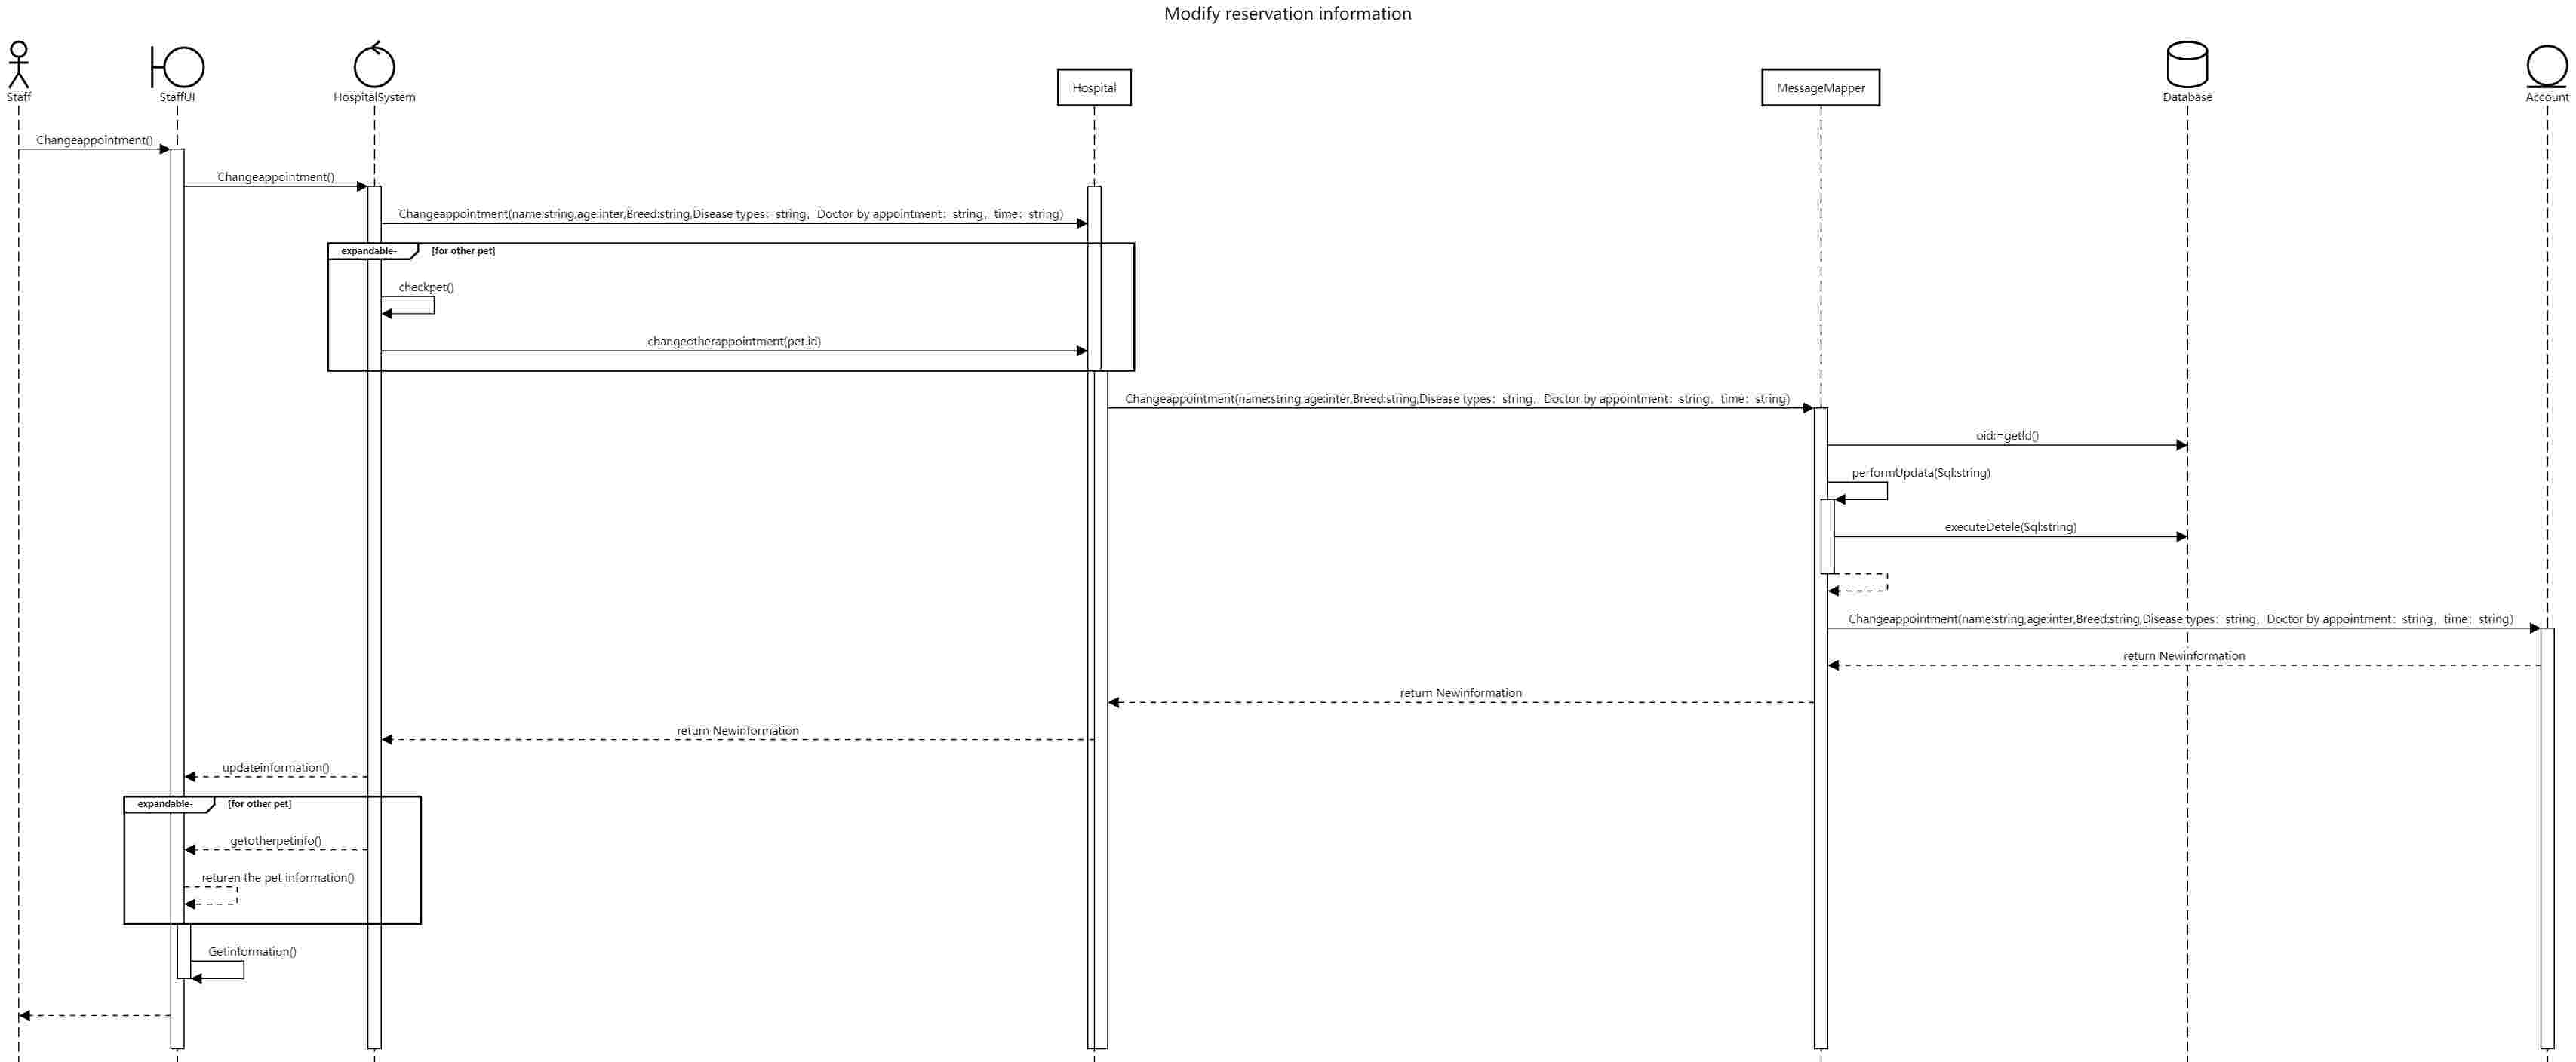 Modify reservation information
Staff
StaffUI
HospitalSystem
Hospital
MessageMapper
Database
Account
Changeappointment()
Changeappointment()
Changeappointment(name:string,age:inter,Breed:string,Disease types：string，Doctor by appointment：string，time：string)
expandable- [for other pet]
checkpet()
changeotherappointment(pet.id)
Changeappointment(name:string,age:inter,Breed:string,Disease types：string，Doctor by appointment：string，time：string)
oid:=getId()
performUpdata(Sql:string)
executeDetele(Sql:string)
Changeappointment(name:string,age:inter,Breed:string,Disease types：string，Doctor by appointment：string，time：string)
return Newinformation
return Newinformation
return Newinformation
updateinformation()
expandable- [for other pet]
getotherpetinfo()
returen the pet information()
Getinformation()